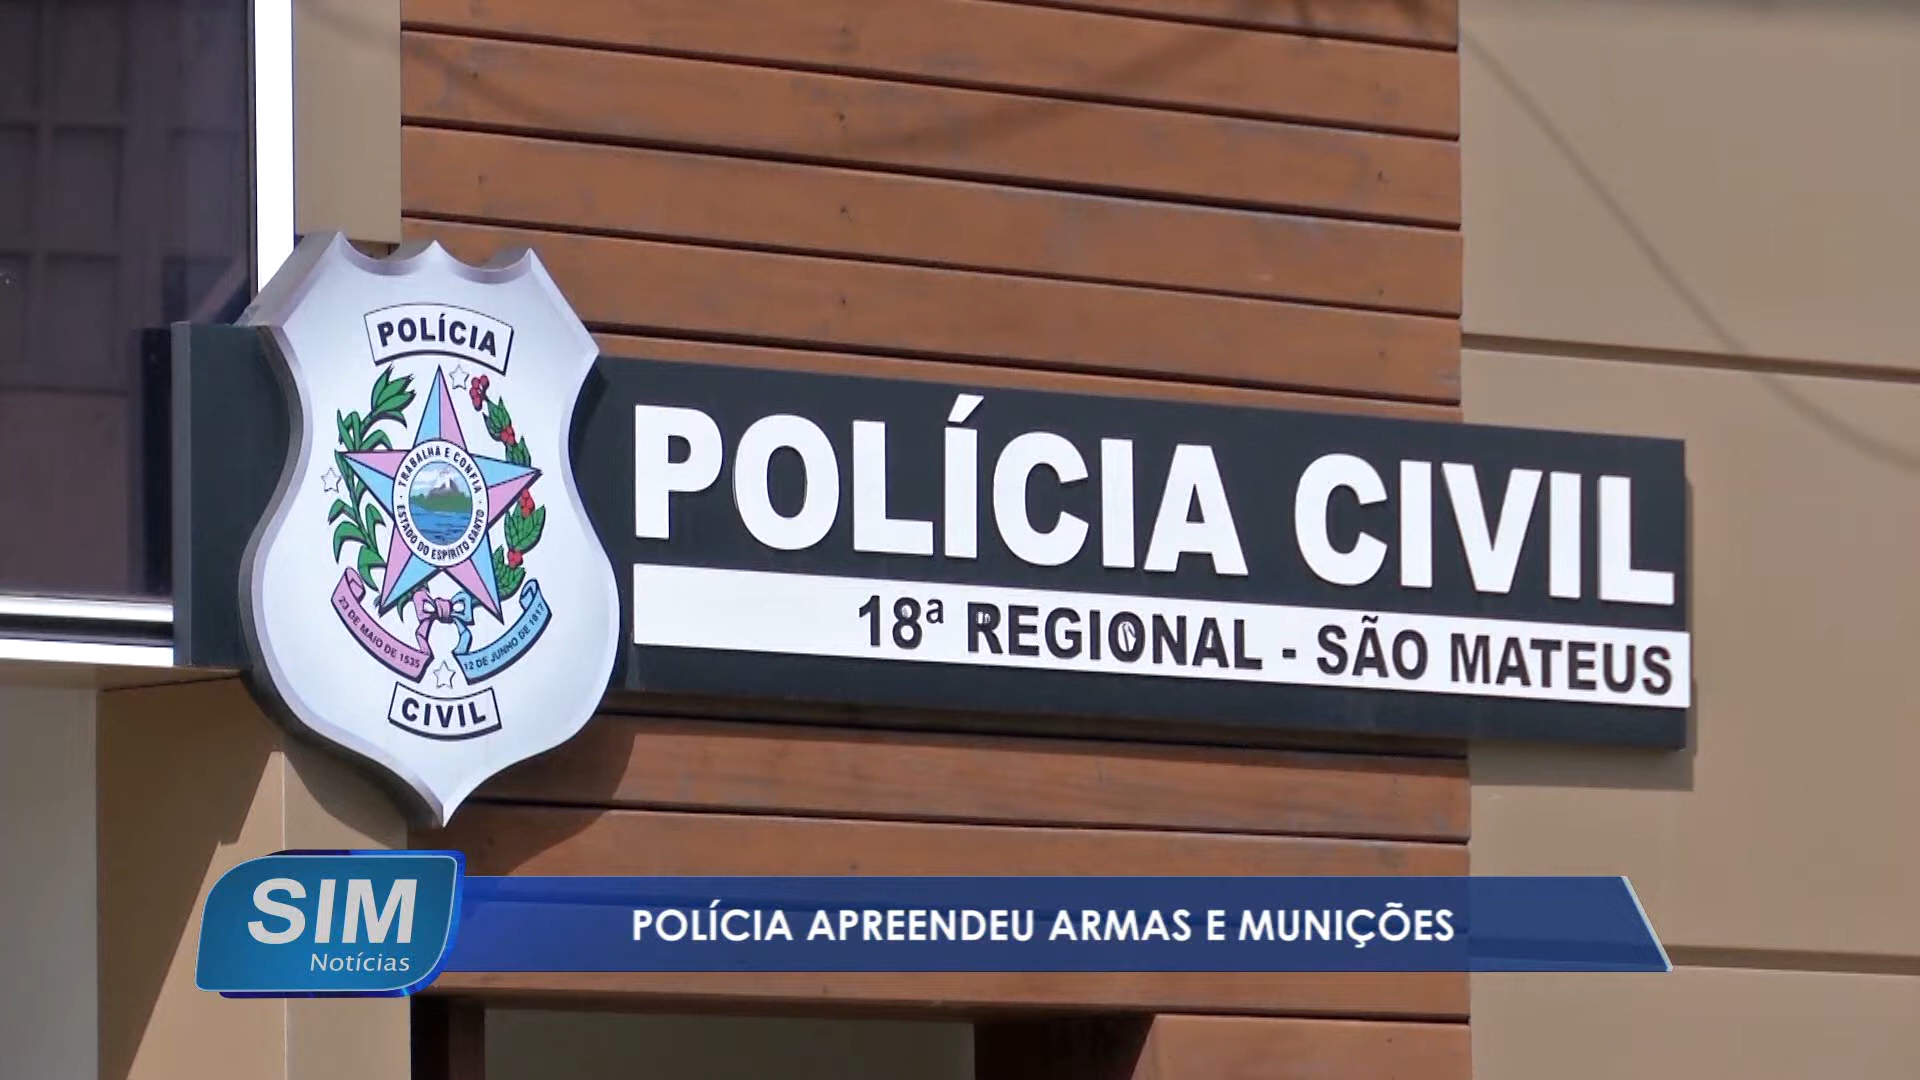 POLÍCIA
TRABALHA E CONFIA
ESTADO DO ESPÍRITO SANTO
23 DE MAIO DE 1535
12 DE JUNHO DE 1817
CIVIL
POLÍCIA CIVIL
18ª REGIONAL - SÃO MATEUS
SIM
Notícias
POLÍCIA APREENDEU ARMAS E MUNIÇÕES